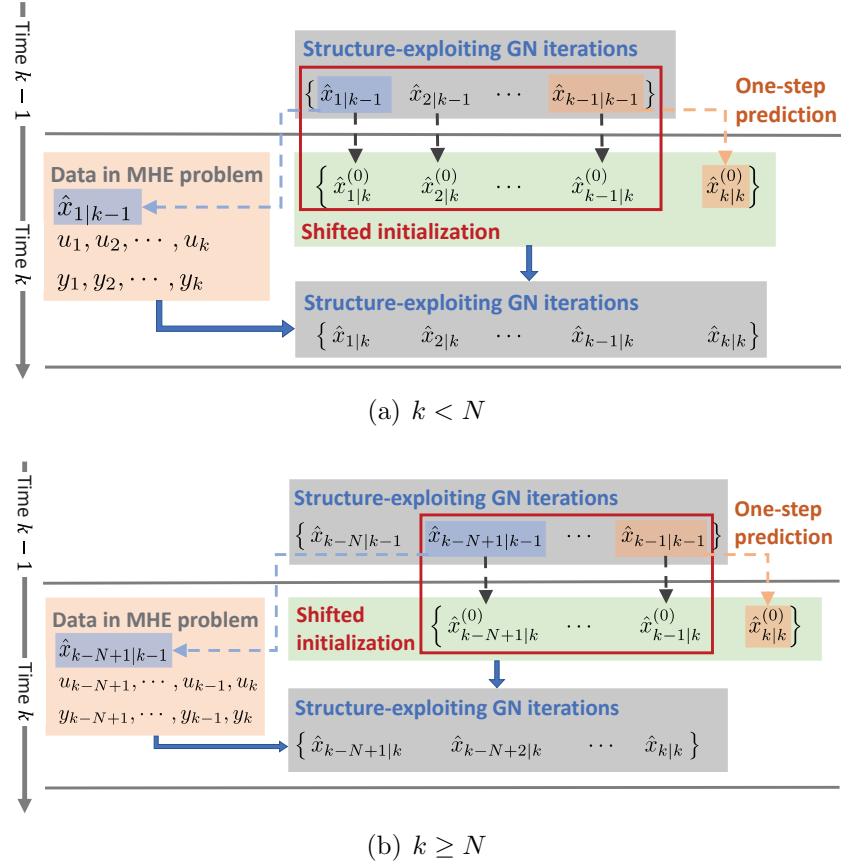 Time k − 1
Time k
Structure-exploiting GN iterations
{ x̂_{1|k−1} x̂_{2|k−1} ⋯ x̂_{k−1|k−1} }
One-step
prediction
Data in MHE problem
x̂_{1|k−1}
u_1, u_2, ⋯ , u_k
y_1, y_2, ⋯ , y_k
{ x̂^{(0)}_{1|k} x̂^{(0)}_{2|k} ⋯ x̂^{(0)}_{k−1|k} x̂^{(0)}_{k|k} }
Shifted initialization
Structure-exploiting GN iterations
{ x̂_{1|k} x̂_{2|k} ⋯ x̂_{k−1|k} x̂_{k|k} }
(a) k < N
Time k − 1
Time k
Structure-exploiting GN iterations
{ x̂_{k−N|k−1} x̂_{k−N+1|k−1} ⋯ x̂_{k−1|k−1} }
One-step
prediction
Data in MHE problem
x̂_{k−N+1|k−1}
u_{k−N+1}, ⋯ , u_{k−1}, u_k
y_{k−N+1}, ⋯ , y_{k−1}, y_k
Shifted
initialization
{ x̂^{(0)}_{k−N+1|k} ⋯ x̂^{(0)}_{k−1|k} x̂^{(0)}_{k|k} }
Structure-exploiting GN iterations
{ x̂_{k−N+1|k} x̂_{k−N+2|k} ⋯ x̂_{k|k} }
(b) k ≥ N